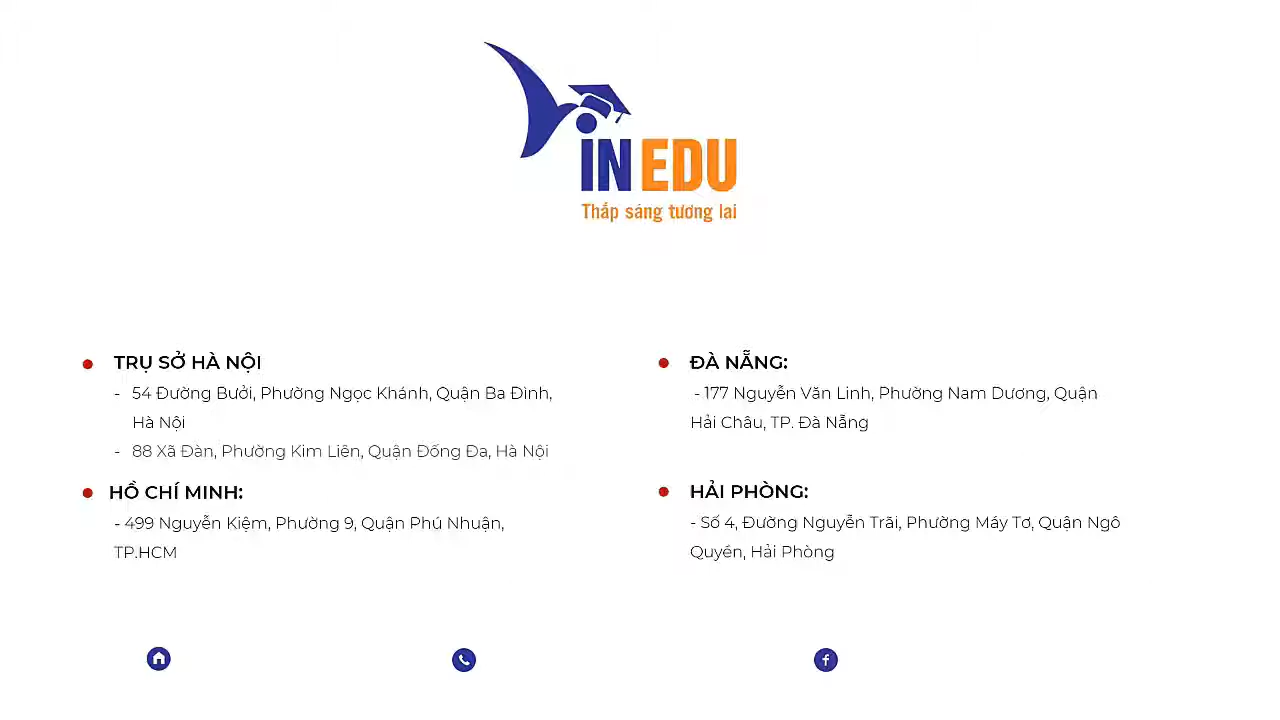 IN EDU
Thắp sáng tương lai
TRỤ SỞ HÀ NỘI
- 54 Đường Bưởi, Phường Ngọc Khánh, Quận Ba Đình,
Hà Nội
- 88 Xã Đàn, Phường Kim Liên, Quận Đống Đa, Hà Nội
HỒ CHÍ MINH:
- 499 Nguyễn Kiệm, Phường 9, Quận Phú Nhuận,
TP.HCM
ĐÀ NẴNG:
- 177 Nguyễn Văn Linh, Phường Nam Dương, Quận
Hải Châu, TP. Đà Nẵng
HẢI PHÒNG:
- Số 4, Đường Nguyễn Trãi, Phường Máy Tơ, Quận Ngô
Quyền, Hải Phòng